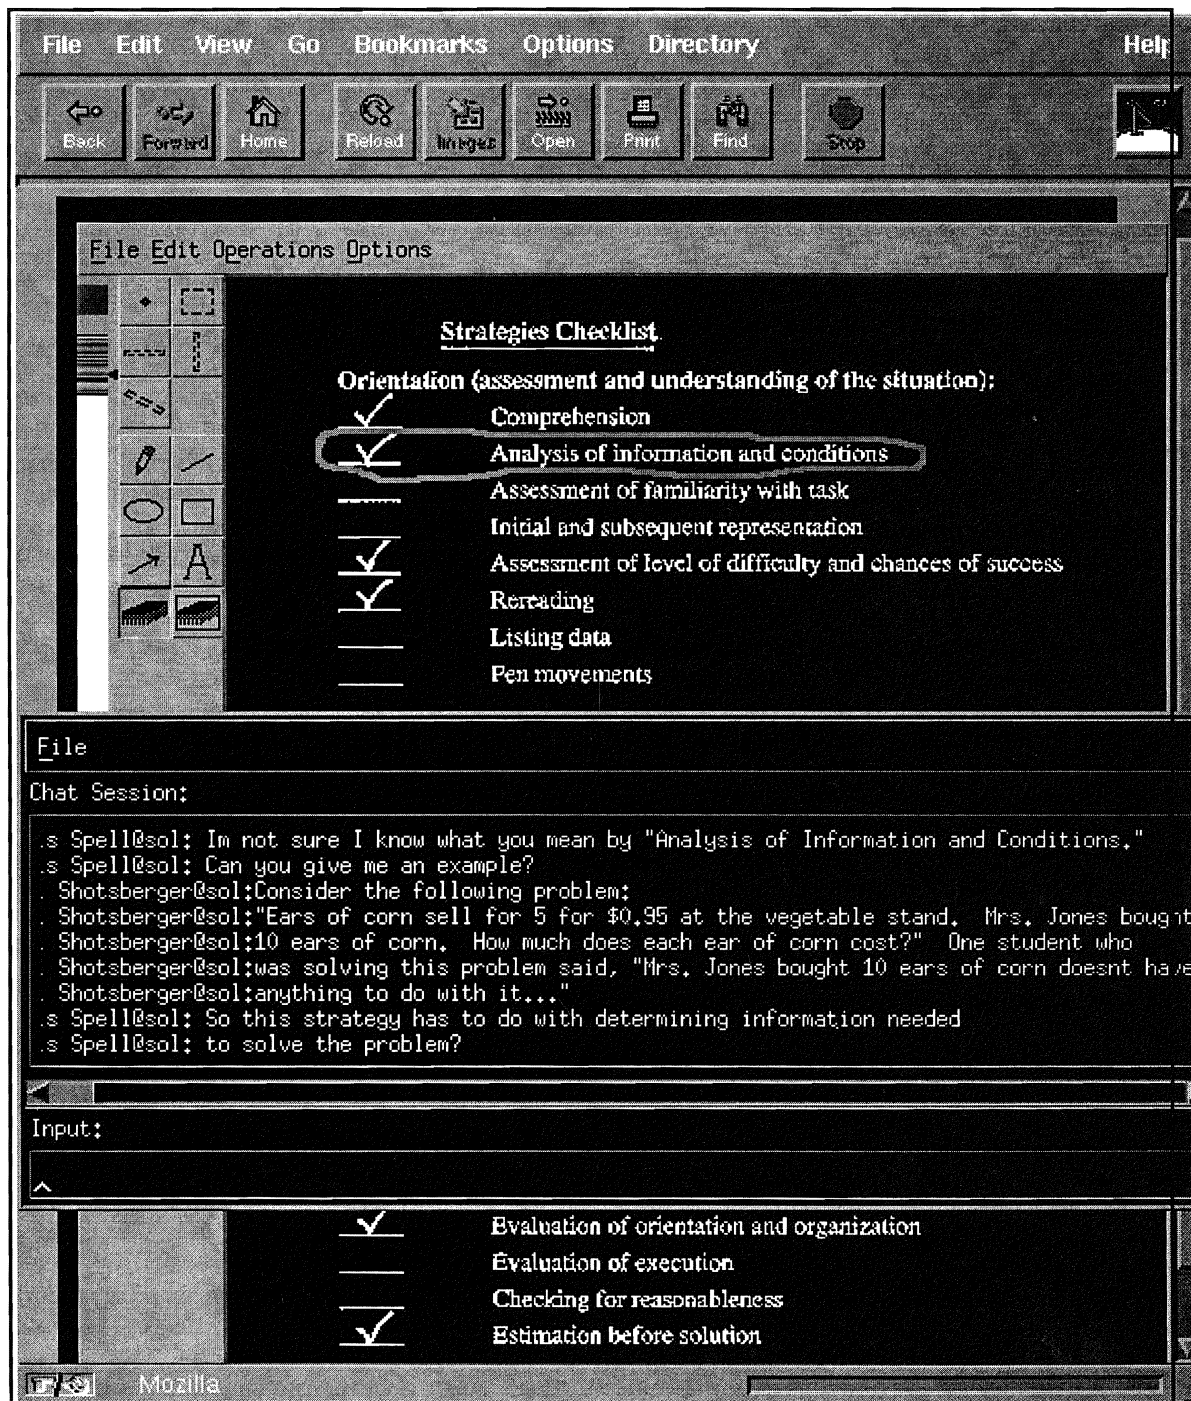 File Edit View Go Bookmarks Options Directory Help
Back Forward Home Reload Images Open Print Find Stop N
File Edit Operations Options
A
Strategies Checklist.
Orientation (assessment and understanding of the situation):
Comprehension
Analysis of information and conditions
Assessment of familiarity with task
Initial and subsequent representation
Assessment of level of difficulty and chances of success
Rereading
Listing data
Pen movements
File
Chat Session:
.s Spell@sol: Im not sure I know what you mean by "Analysis of Information and Conditions."
.s Spell@sol: Can you give me an example?
. Shotsberger@sol:Consider the following problem:
. Shotsberger@sol:"Ears of corn sell for 5 for $0.95 at the vegetable stand.  Mrs. Jones bought
. Shotsberger@sol:10 ears of corn.  How much does each ear of corn cost?"  One student who
. Shotsberger@sol:was solving this problem said, "Mrs. Jones bought 10 ears of corn doesnt have
. Shotsberger@sol:anything to do with it..."
.s Spell@sol: So this strategy has to do with determining information needed
.s Spell@sol: to solve the problem?
Input:
Evaluation of orientation and organization
Evaluation of execution
Checking for reasonableness
Estimation before solution
Mozilla